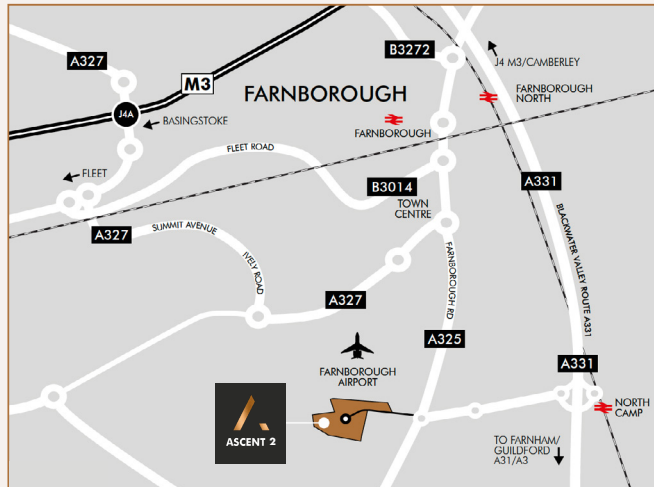 A327
B3272
J4 M3/CAMBERLEY
M3
FARNBOROUGH
FARNBOROUGH
NORTH
J4A
BASINGSTOKE
FARNBOROUGH
FLEET ROAD
FLEET
B3014
TOWN
CENTRE
A331
A327
SUMMIT AVENUE
IVELY ROAD
FARNBOROUGH RD
BLACKWATER VALLEY ROUTE A331
A327
A325
FARNBOROUGH
AIRPORT
A331
ASCENT 2
NORTH
CAMP
TO FARNHAM/
GUILDFORD
A31/A3